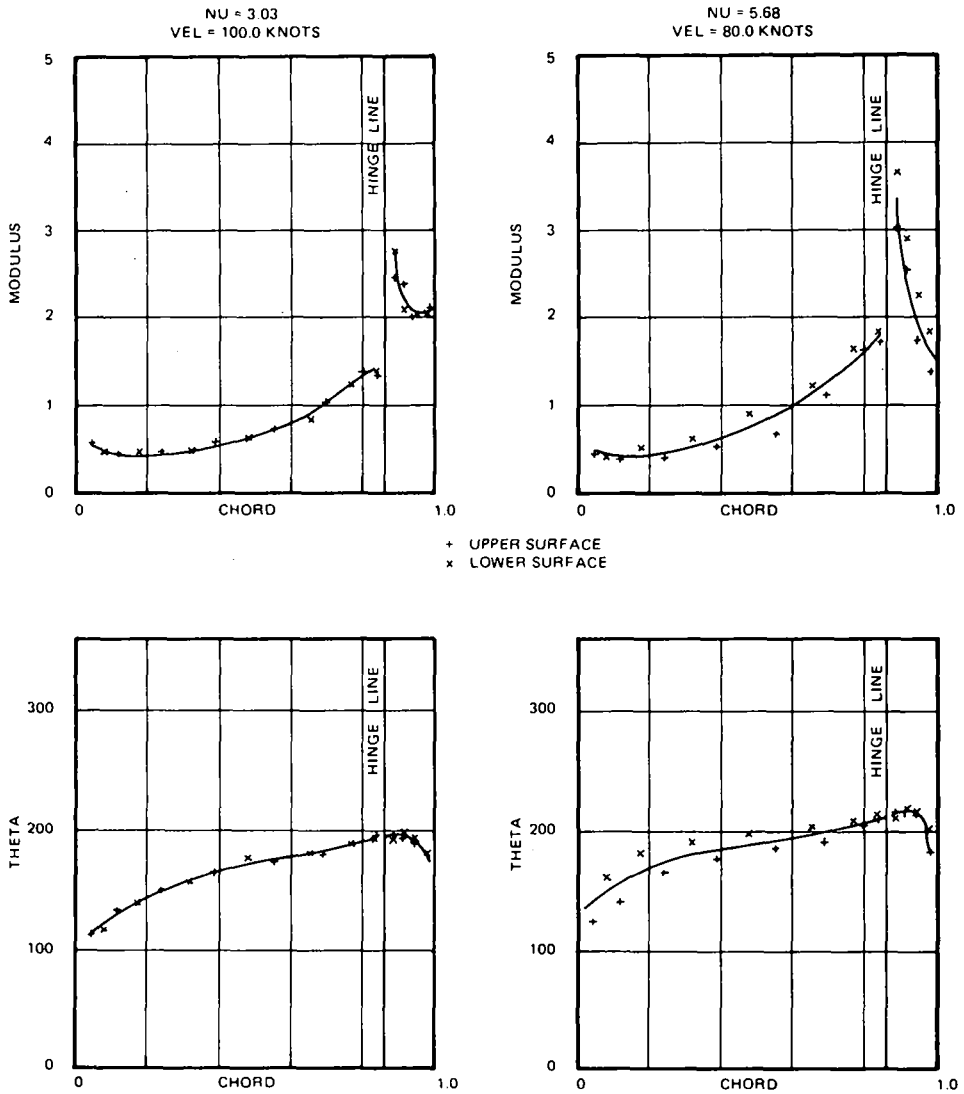 NU = 3.03
VEL = 100.0 KNOTS
5
4
3
2
1
0
MODULUS
HINGE LINE
0
CHORD
1.0
NU = 5.68
VEL = 80.0 KNOTS
5
4
3
2
1
0
MODULUS
HINGE LINE
0
CHORD
1.0
+ UPPER SURFACE
x LOWER SURFACE
300
200
100
0
THETA
HINGE LINE
0
CHORD
1.0
300
200
100
0
THETA
HINGE LINE
0
CHORD
1.0